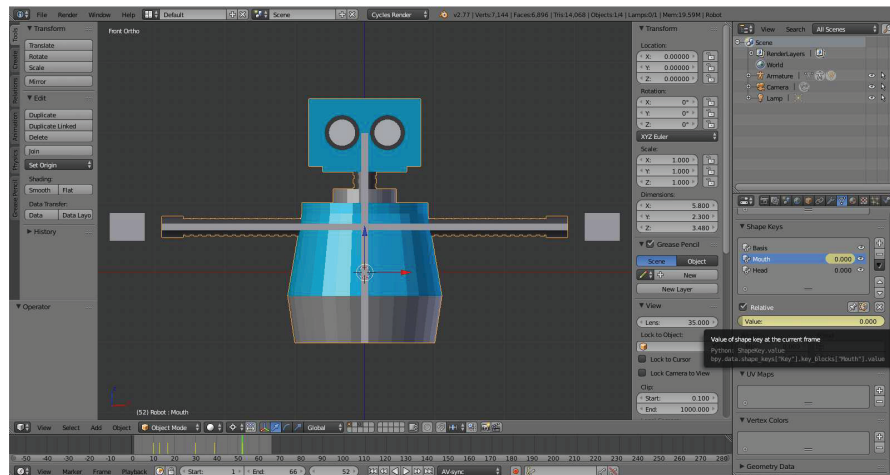 File Render Window Help Default Scene Cycles Render v2.77 | Verts:7,144 | Faces:6,896 | Tris:14,068 | Objects:1/4 | Lamps:0/1 | Mem:19.59M | Robot
View Search All Scenes
Tools
Create
Relations
Animation
Physics
Grease Pencil
Transform
Translate
Rotate
Scale
Mirror
Edit
Duplicate
Duplicate Linked
Delete
Join
Set Origin
Shading:
Smooth Flat
Data Transfer:
Data Data Layo
History
Operator
Front Ortho
(52) Robot : Mouth
Transform
Location:
X: 0.00000
Y: 0.00000
Z: 0.00000
Rotation:
X: 0°
Y: 0°
Z: 0°
XYZ Euler
Scale:
X: 1.000
Y: 1.000
Z: 1.000
Dimensions:
X: 5.800
Y: 2.300
Z: 3.480
Grease Pencil
Scene Object
New
New Layer
View
Lens: 35.000
Lock to Object:
Lock to Cursor
Lock Camera to View
Clip:
Start: 0.100
End: 1000.000
Scene
RenderLayers
World
Armature
Camera
Lamp
Shape Keys
Basis
Mouth 0.000
Head 0.000
Relative
Value: 0.000
Value of shape key at the current frame
Python: ShapeKey.value
bpy.data.shape_keys["Key"].key_blocks["Mouth"].value
UV Maps
Vertex Colors
Geometry Data
View Select Add Object Object Mode Global
-50 -40 -30 -20 -10 0 10 20 30 40 50 60 70 80 90 100 110 120 130 140 150 160 170 180 190 200 210 220 230 240 250 260 270 280
View Marker Frame Playback Start: 1 End: 66 52 AV-sync